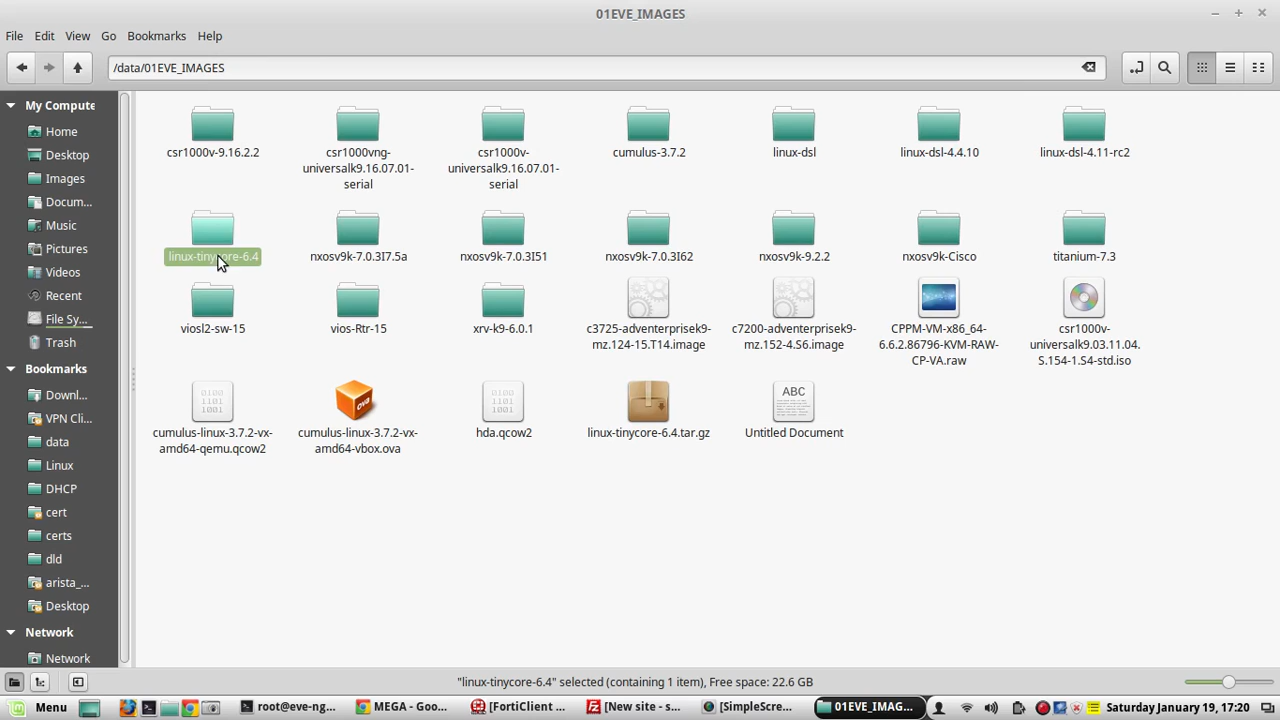 01EVE_IMAGES
File Edit View Go Bookmarks Help
/data/01EVE_IMAGES
My Compute
Home
Desktop
Images
Docum...
Music
Pictures
Videos
Recent
File Sy...
Trash
Bookmarks
Downl...
VPN Cli...
data
Linux
DHCP
cert
certs
dld
arista_...
Desktop
Network
Network
csr1000v-9.16.2.2
csr1000vng-
universalk9.16.07.01-
serial
csr1000v-
universalk9.16.07.01-
serial
cumulus-3.7.2
linux-dsl
linux-dsl-4.4.10
linux-dsl-4.11-rc2
linux-tinycore-6.4
nxosv9k-7.0.3I7.5a
nxosv9k-7.0.3I51
nxosv9k-7.0.3I62
nxosv9k-9.2.2
nxosv9k-Cisco
titanium-7.3
viosl2-sw-15
vios-Rtr-15
xrv-k9-6.0.1
c3725-adventerprisek9-
mz.124-15.T14.image
c7200-adventerprisek9-
mz.152-4.S6.image
CPPM-VM-x86_64-
6.6.2.86796-KVM-RAW-
CP-VA.raw
csr1000v-
universalk9.03.11.04.
S.154-1.S4-std.iso
0100
1101
1001
cumulus-linux-3.7.2-vx-
amd64-qemu.qcow2
ova
cumulus-linux-3.7.2-vx-
amd64-vbox.ova
0100
1101
1001
hda.qcow2
linux-tinycore-6.4.tar.gz
ABC
Untitled Document
"linux-tinycore-6.4" selected (containing 1 item), Free space: 22.6 GB
Menu root@eve-ng... MEGA - Goo... [FortiClient ... [New site - s... [SimpleScre... 01EVE_IMAG... Saturday January 19, 17:20